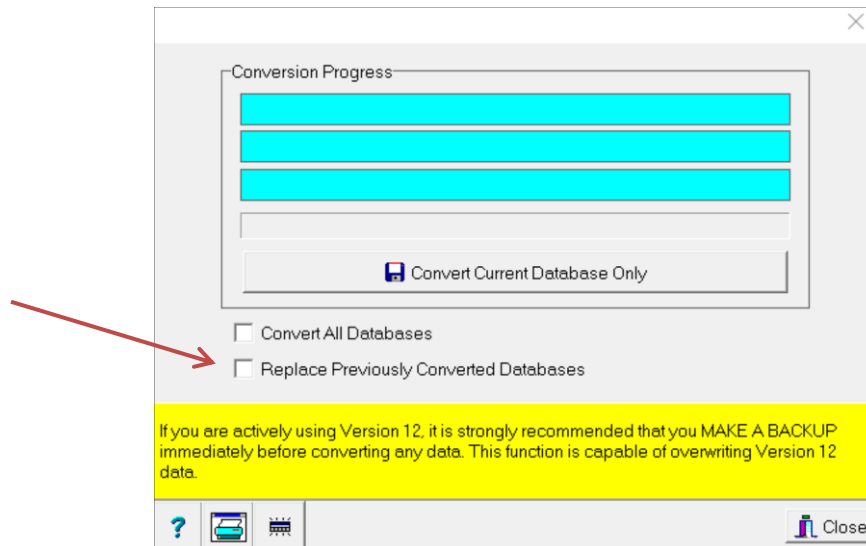 Conversion Progress
Convert Current Database Only
Convert All Databases
Replace Previously Converted Databases
If you are actively using Version 12, it is strongly recommended that you MAKE A BACKUP
immediately before converting any data. This function is capable of overwriting Version 12
data.
?
Close